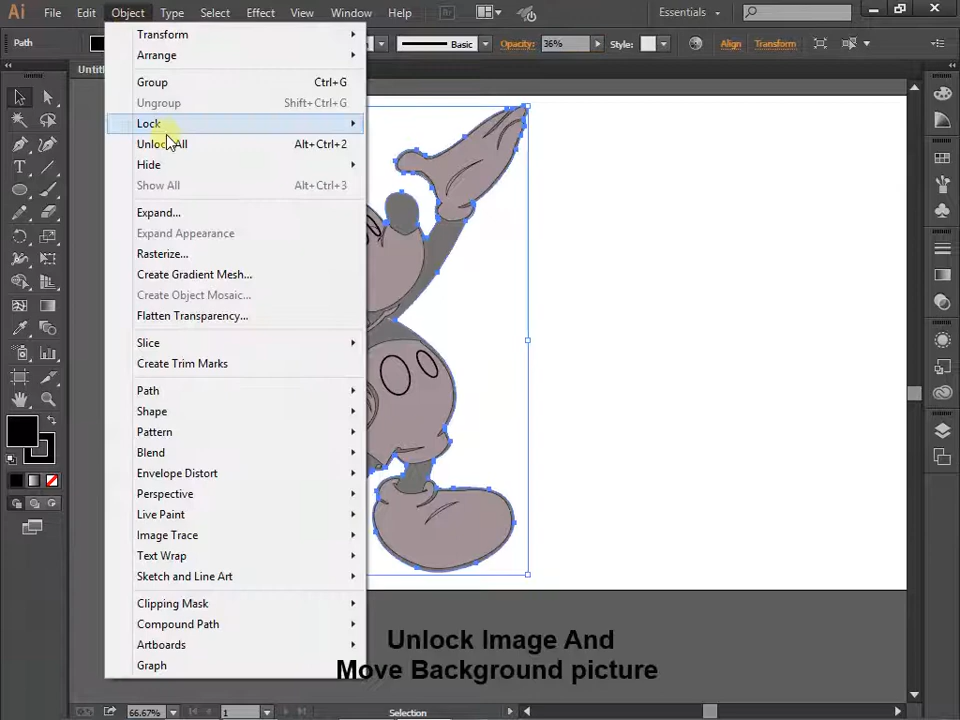 Ai File Edit Object Type Select Effect View Window Help Br Essentials
Path Basic Opacity: 36% Style: Align Transform
Transform
Arrange
Group Ctrl+G
Ungroup Shift+Ctrl+G
Lock
Unlock All Alt+Ctrl+2
Hide
Show All Alt+Ctrl+3
Expand...
Expand Appearance
Rasterize...
Create Gradient Mesh...
Create Object Mosaic...
Flatten Transparency...
Slice
Create Trim Marks
Path
Shape
Pattern
Blend
Envelope Distort
Perspective
Live Paint
Image Trace
Text Wrap
Sketch and Line Art
Clipping Mask
Compound Path
Artboards
Graph
Unlock Image And
Move Background picture
66.67% 1 Selection